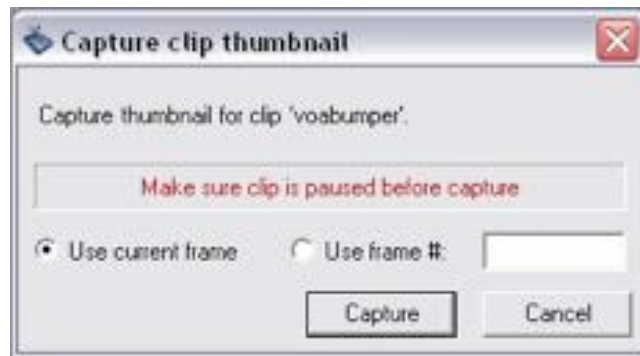 Capture clip thumbnail
Capture thumbnail for clip 'voabumper'.
Make sure clip is paused before capture
Use current frame Use frame #:
Capture Cancel